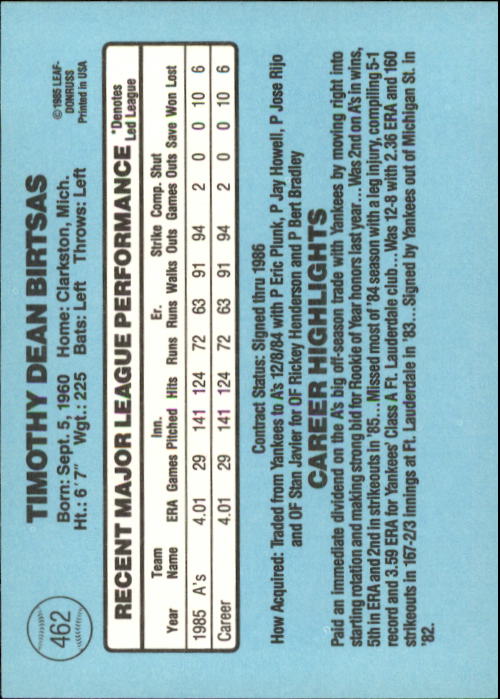 462
TIMOTHY DEAN BIRTSAS
Born: Sept. 5, 1960 Home: Clarkston, Mich.
Ht.: 6'7" Wgt.: 225 Bats: Left Throws: Left
©1985 LEAF-
DONRUSS
Printed in USA
RECENT MAJOR LEAGUE PERFORMANCE *Denotes
Led League
Team Inn. Er. Strike Comp. Shut
Year Name ERA Games Pitched Hits Runs Runs Walks Outs Games Outs Save Won Lost
1985 A's 4.01 29 141 124 72 63 91 94 2 0 0 10 6
Career 4.01 29 141 124 72 63 91 94 2 0 0 10 6
Contract Status: Signed thru 1986
How Acquired: Traded from Yankees to A's 12/8/84 with P Eric Plunk, P Jay Howell, P Jose Rijo
and OF Stan Javier for OF Rickey Henderson and P Bert Bradley
CAREER HIGHLIGHTS
Paid an immediate dividend on the A's big off-season trade with Yankees by moving right into
starting rotation and making strong bid for Rookie of Year honors last year...Was 2nd on A's in wins,
5th in ERA and 2nd in strikeouts in '85...Missed most of '84 season with a leg injury, compiling 5-1
record and 3.59 ERA for Yankees' Class A Ft. Lauderdale club...Was 12-8 with 2.36 ERA and 160
strikeouts in 167-2/3 innings at Ft. Lauderdale in '83...Signed by Yankees out of Michigan St. in
'82.